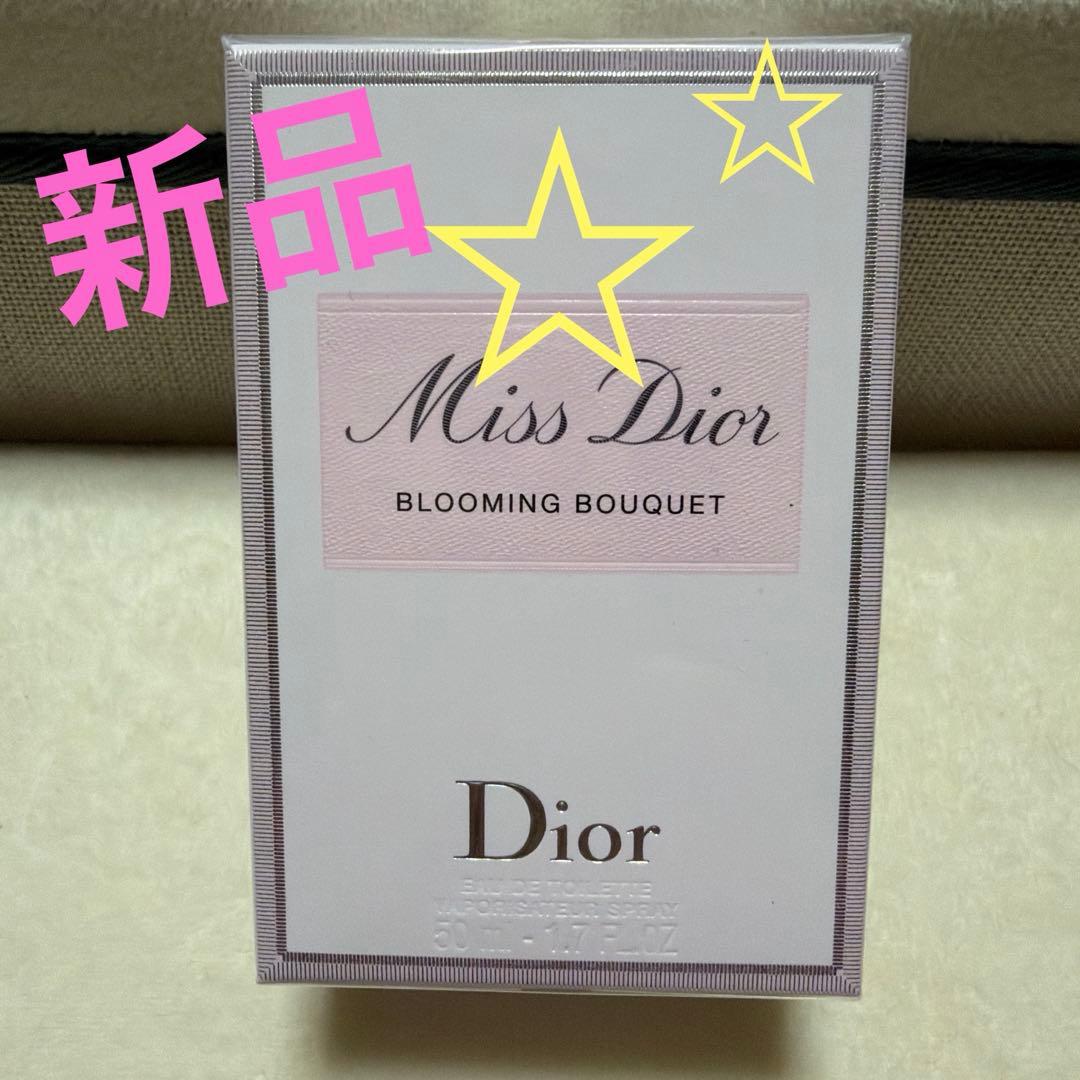 新品
Miss Dior
BLOOMING BOUQUET
Dior
EAU DE TOILETTE
VAPORISATEUR SPRAY
50 ml - 1.7 FL.OZ